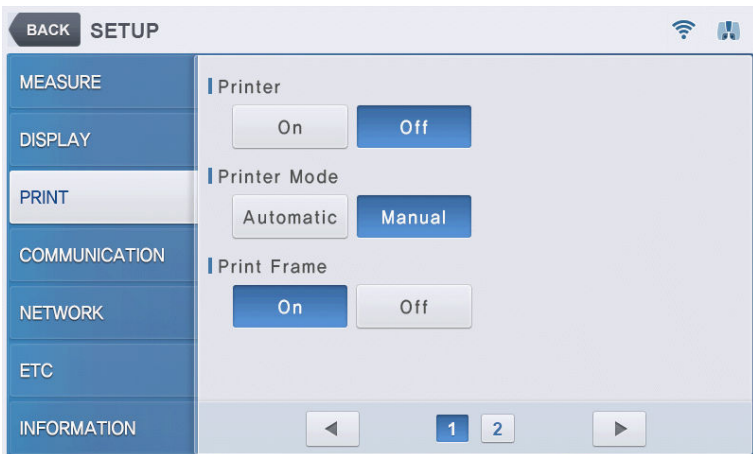 BACK SETUP
MEASURE
DISPLAY
PRINT
COMMUNICATION
NETWORK
ETC
INFORMATION
Printer
On Off
Printer Mode
Automatic Manual
Print Frame
On Off
1 2